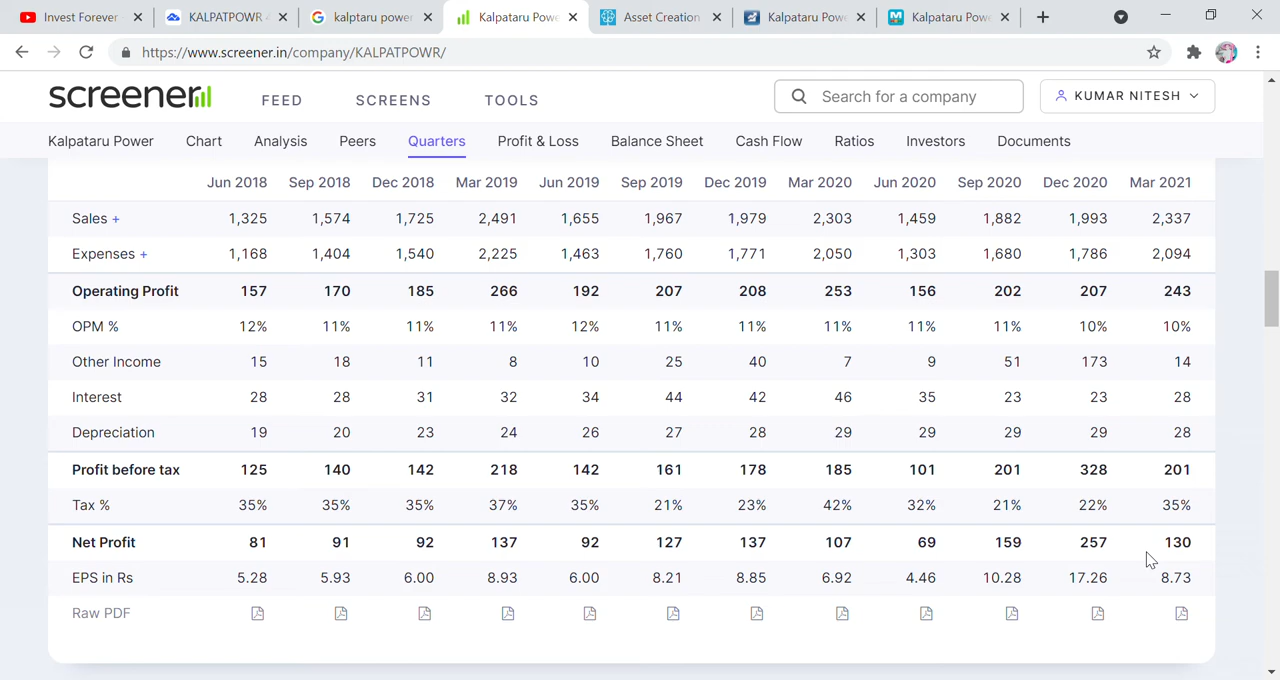 Invest Forever KALPATPOWR kalptaru power Kalpataru Powe Asset Creation Kalpataru Powe Kalpataru Powe
https://www.screener.in/company/KALPATPOWR/
screener FEED SCREENS TOOLS Search for a company KUMAR NITESH
Kalpataru Power Chart Analysis Peers Quarters Profit & Loss Balance Sheet Cash Flow Ratios Investors Documents
Jun 2018 Sep 2018 Dec 2018 Mar 2019 Jun 2019 Sep 2019 Dec 2019 Mar 2020 Jun 2020 Sep 2020 Dec 2020 Mar 2021
Sales + 1,325 1,574 1,725 2,491 1,655 1,967 1,979 2,303 1,459 1,882 1,993 2,337
Expenses + 1,168 1,404 1,540 2,225 1,463 1,760 1,771 2,050 1,303 1,680 1,786 2,094
Operating Profit 157 170 185 266 192 207 208 253 156 202 207 243
OPM % 12% 11% 11% 11% 12% 11% 11% 11% 11% 11% 10% 10%
Other Income 15 18 11 8 10 25 40 7 9 51 173 14
Interest 28 28 31 32 34 44 42 46 35 23 23 28
Depreciation 19 20 23 24 26 27 28 29 29 29 29 28
Profit before tax 125 140 142 218 142 161 178 185 101 201 328 201
Tax % 35% 35% 35% 37% 35% 21% 23% 42% 32% 21% 22% 35%
Net Profit 81 91 92 137 92 127 137 107 69 159 257 130
EPS in Rs 5.28 5.93 6.00 8.93 6.00 8.21 8.85 6.92 4.46 10.28 17.26 8.73
Raw PDF